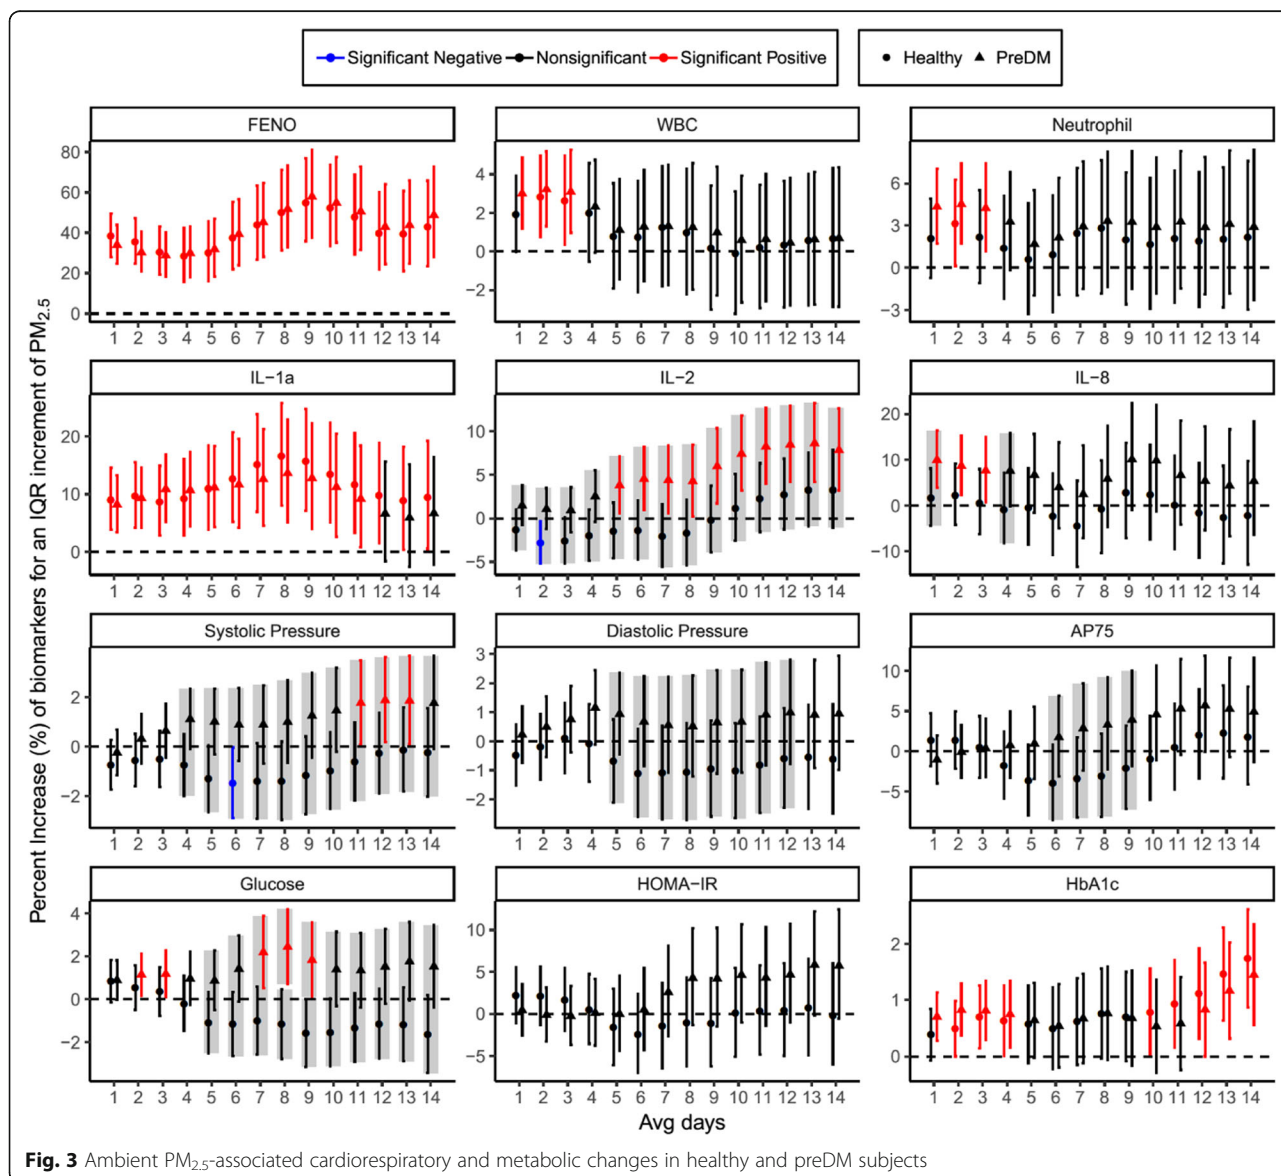 Significant Negative Nonsignificant Significant Positive Healthy PreDM
Percent Increase (%) of biomarkers for an IQR increment of PM2.5
FENO WBC Neutrophil
80
60
40
20
0
1 2 3 4 5 6 7 8 9 10 11 12 13 14
4
2
0
−2
1 2 3 4 5 6 7 8 9 10 11 12 13 14
6
3
0
−3
1 2 3 4 5 6 7 8 9 10 11 12 13 14
IL−1a IL−2 IL−8
20
10
0
1 2 3 4 5 6 7 8 9 10 11 12 13 14
10
5
0
−5
1 2 3 4 5 6 7 8 9 10 11 12 13 14
20
10
0
−10
1 2 3 4 5 6 7 8 9 10 11 12 13 14
Systolic Pressure Diastolic Pressure AP75
2
0
−2
1 2 3 4 5 6 7 8 9 10 11 12 13 14
3
2
1
0
−1
−2
1 2 3 4 5 6 7 8 9 10 11 12 13 14
10
5
0
−5
1 2 3 4 5 6 7 8 9 10 11 12 13 14
Glucose HOMA−IR HbA1c
4
2
0
−2
1 2 3 4 5 6 7 8 9 10 11 12 13 14
10
5
0
−5
1 2 3 4 5 6 7 8 9 10 11 12 13 14
2
1
0
1 2 3 4 5 6 7 8 9 10 11 12 13 14
Avg days
Fig. 3 Ambient PM2.5-associated cardiorespiratory and metabolic changes in healthy and preDM subjects